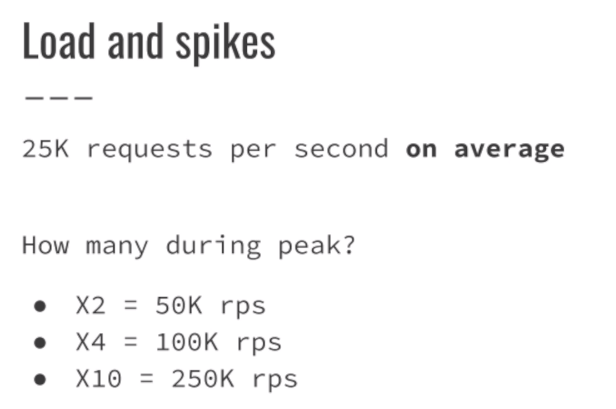 Load and spikes
———
25K requests per second on average
How many during peak?
● X2 = 50K rps
● X4 = 100K rps
● X10 = 250K rps